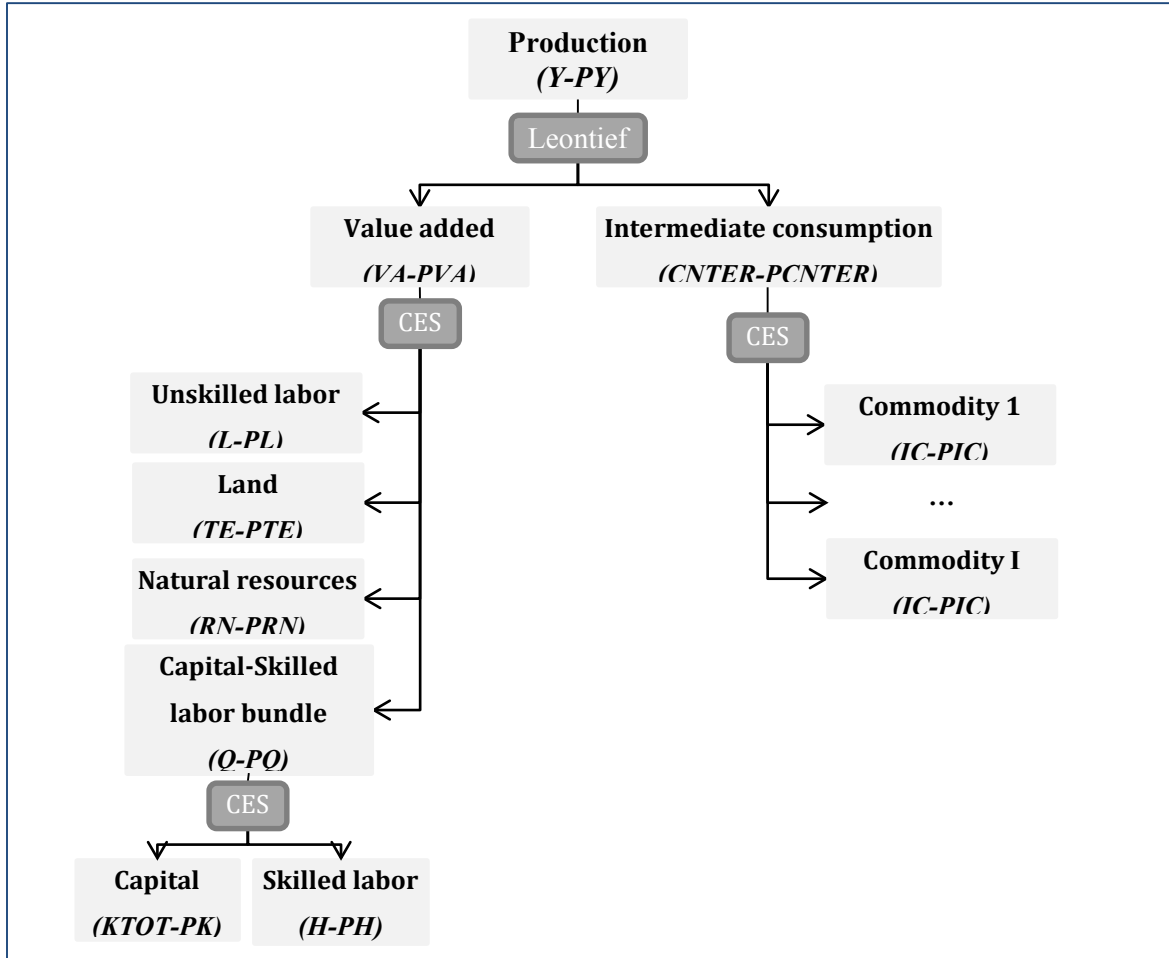 Production
(Y-PY)
Leontief
Value added
(VA-PVA)
Intermediate consumption
(CNTER-PCNTER)
CES
CES
Unskilled labor
(L-PL)
Land
(TE-PTE)
Natural resources
(RN-PRN)
Capital-Skilled
labor bundle
(Q-PQ)
Commodity 1
(IC-PIC)
...
Commodity I
(IC-PIC)
CES
Capital
(KTOT-PK)
Skilled labor
(H-PH)